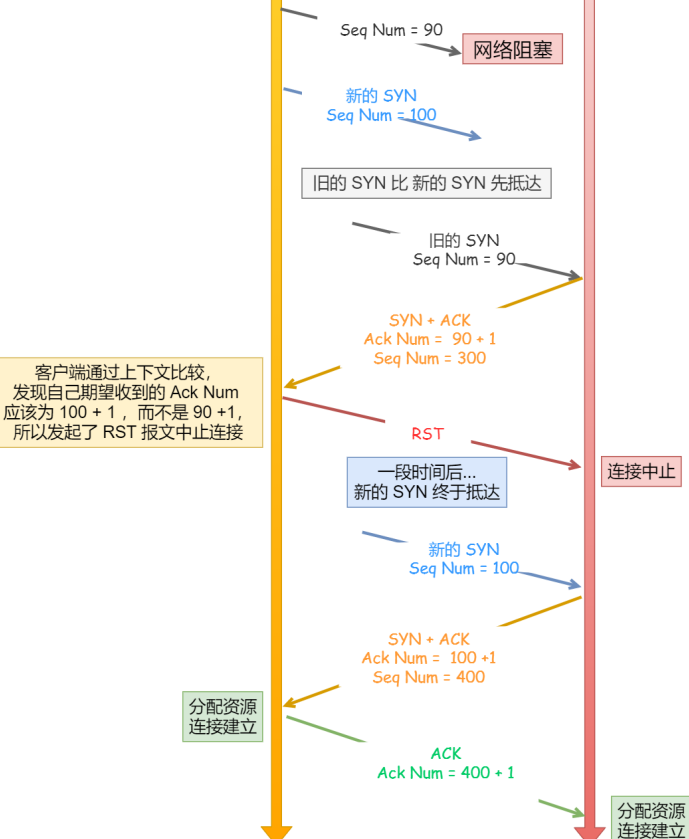 Seq Num = 90
网络阻塞
新的 SYN
Seq Num = 100
旧的 SYN 比 新的 SYN 先抵达
旧的 SYN
Seq Num = 90
SYN + ACK
Ack Num = 90 + 1
Seq Num = 300
客户端通过上下文比较，
发现自己期望收到的 Ack Num
应该为 100 + 1 ，而不是 90 +1，
所以发起了 RST 报文中止连接
RST
连接中止
一段时间后...
新的 SYN 终于抵达
新的 SYN
Seq Num = 100
SYN + ACK
Ack Num = 100 +1
Seq Num = 400
分配资源
连接建立
ACK
Ack Num = 400 + 1
分配资源
连接建立